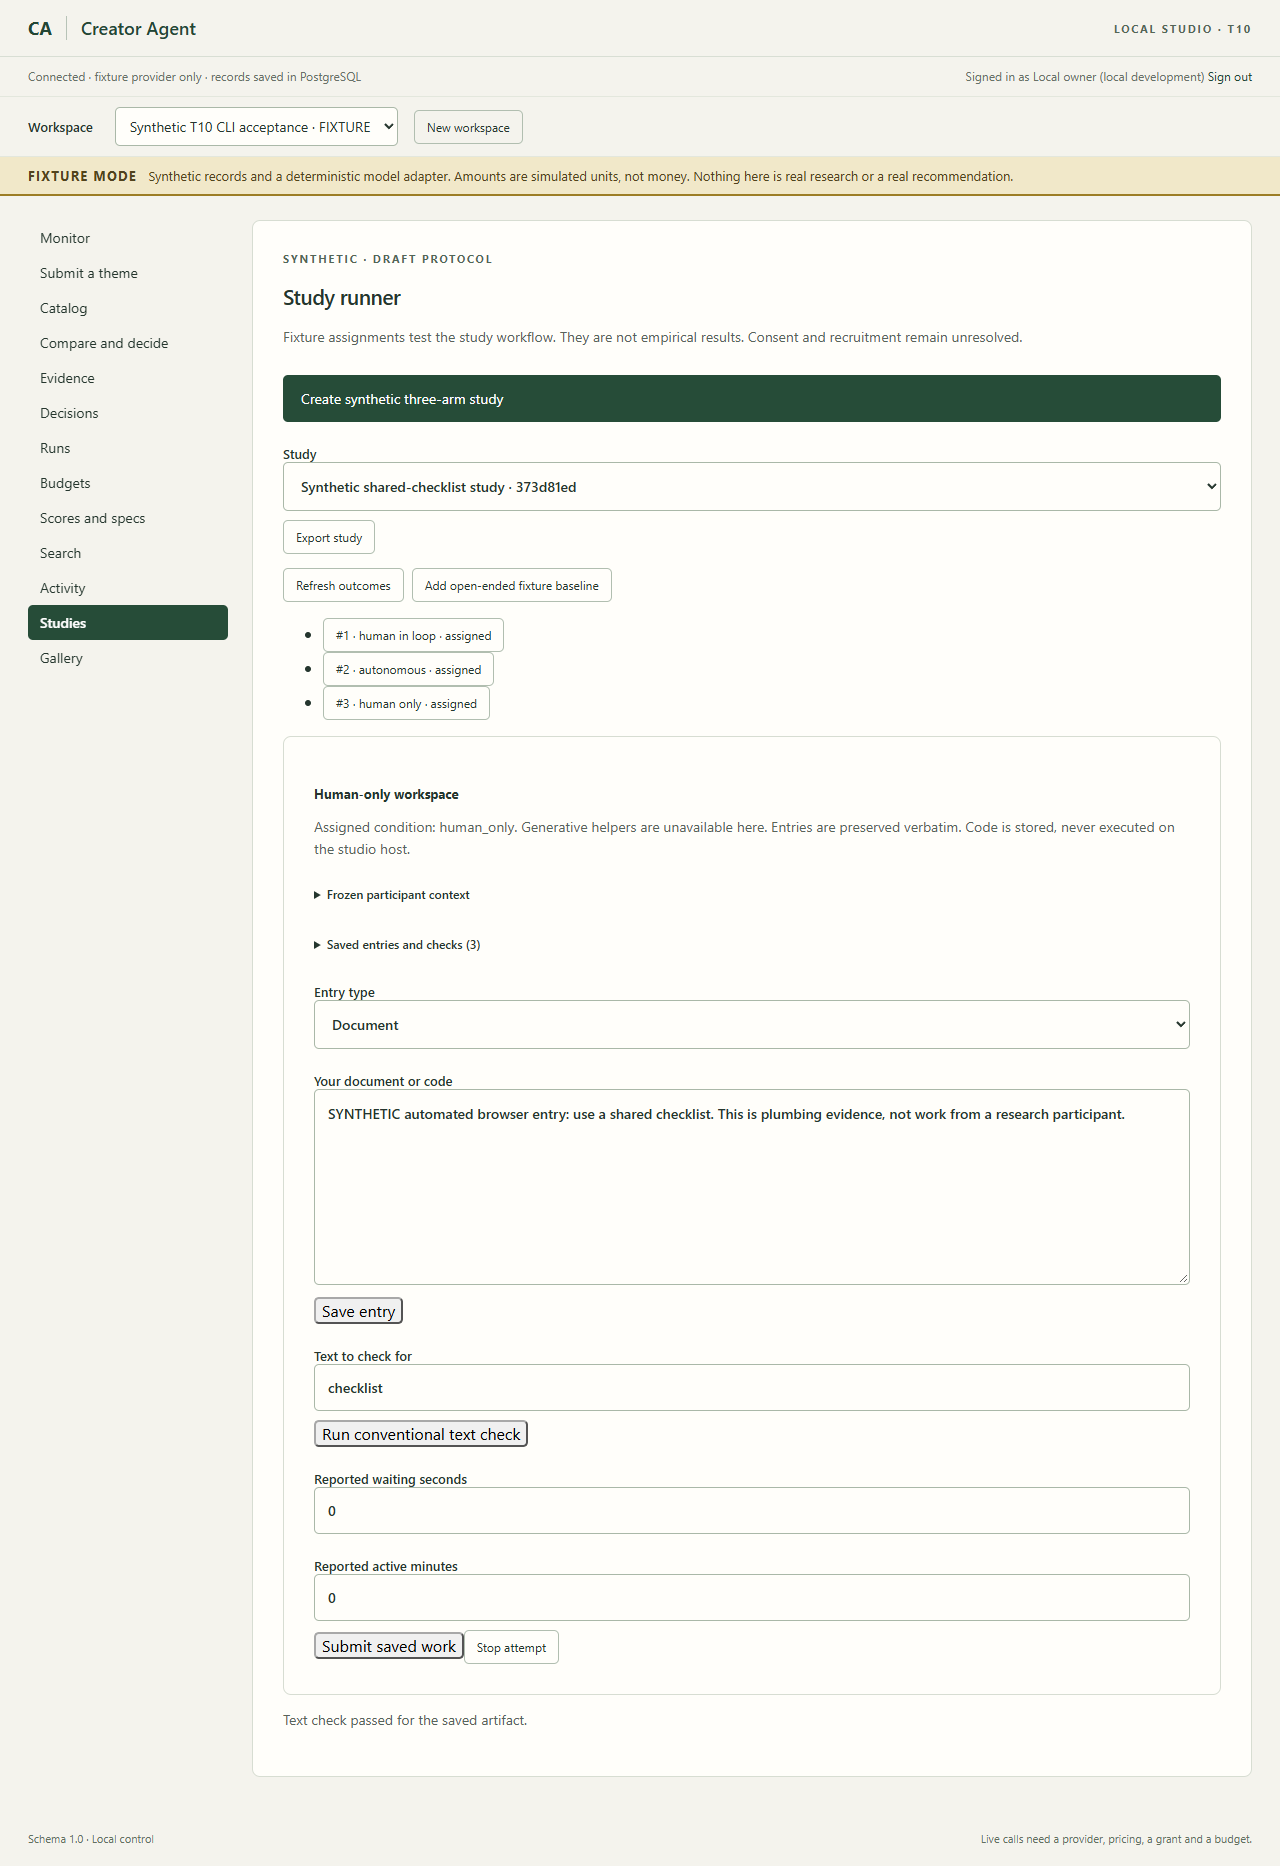 CA Creator Agent
LOCAL STUDIO · T10
Connected · fixture provider only · records saved in PostgreSQL
Signed in as Local owner (local development) Sign out
Workspace
Synthetic T10 CLI acceptance · FIXTURE
New workspace
FIXTURE MODE Synthetic records and a deterministic model adapter. Amounts are simulated units, not money. Nothing here is real research or a real recommendation.
Monitor
Submit a theme
Catalog
Compare and decide
Evidence
Decisions
Runs
Budgets
Scores and specs
Search
Activity
Studies
Gallery
SYNTHETIC · DRAFT PROTOCOL
Study runner
Fixture assignments test the study workflow. They are not empirical results. Consent and recruitment remain unresolved.
Create synthetic three-arm study
Study
Synthetic shared-checklist study · 373d81ed
Export study
Refresh outcomes
Add open-ended fixture baseline
#1 · human in loop · assigned
#2 · autonomous · assigned
#3 · human only · assigned
Human-only workspace
Assigned condition: human_only. Generative helpers are unavailable here. Entries are preserved verbatim. Code is stored, never executed on
the studio host.
Frozen participant context
Saved entries and checks (3)
Entry type
Document
Your document or code
SYNTHETIC automated browser entry: use a shared checklist. This is plumbing evidence, not work from a research participant.
Save entry
Text to check for
checklist
Run conventional text check
Reported waiting seconds
0
Reported active minutes
0
Submit saved work
Stop attempt
Text check passed for the saved artifact.
Schema 1.0 · Local control
Live calls need a provider, pricing, a grant and a budget.